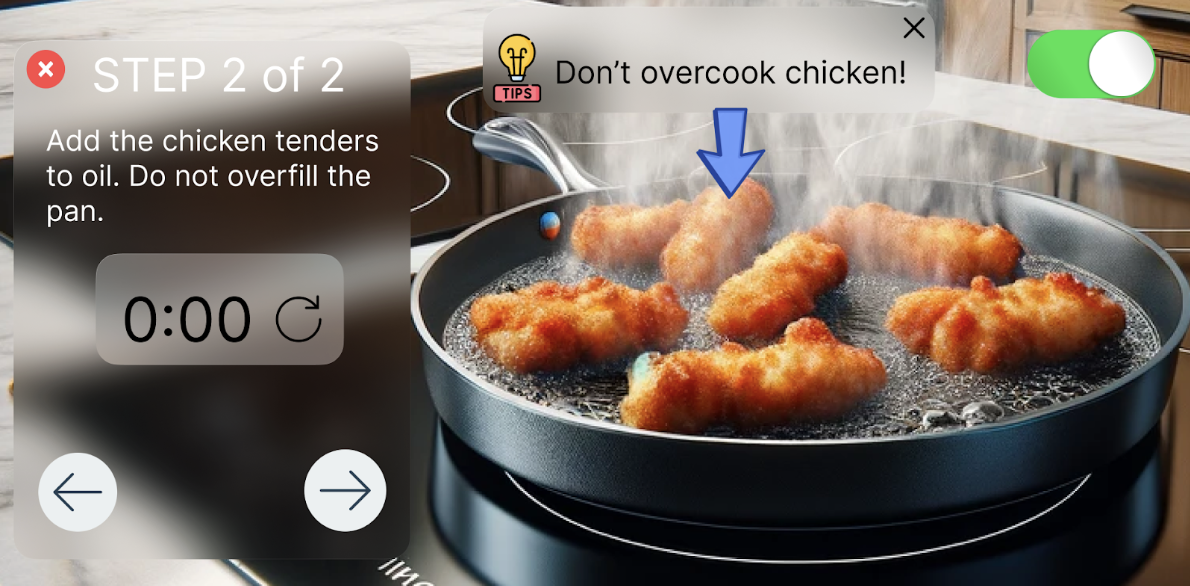 STEP 2 of 2
Add the chicken tenders
to oil. Do not overfill the
pan.
0:00
TIPS
Don't overcook chicken!